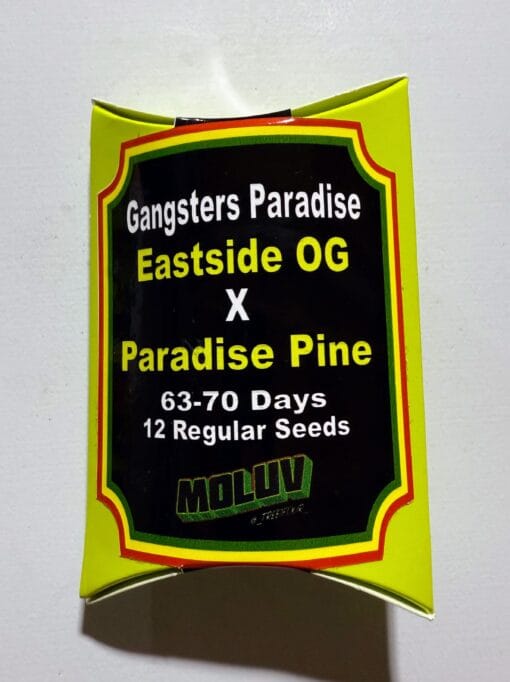 Gangsters Paradise
Eastside OG
X
Paradise Pine
63-70 Days
12 Regular Seeds
MOLUV